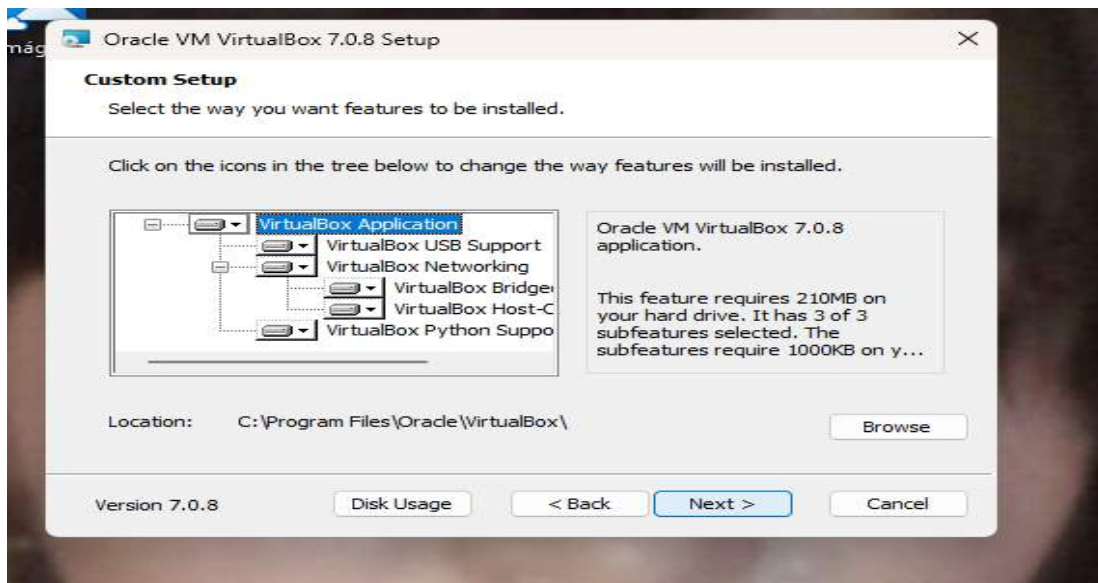 mág
Oracle VM VirtualBox 7.0.8 Setup
Custom Setup
Select the way you want features to be installed.
Click on the icons in the tree below to change the way features will be installed.
VirtualBox Application
VirtualBox USB Support
VirtualBox Networking
VirtualBox Bridge
VirtualBox Host-C
VirtualBox Python Suppo
Oracle VM VirtualBox 7.0.8
application.
This feature requires 210MB on
your hard drive. It has 3 of 3
subfeatures selected. The
subfeatures require 1000KB on y...
Location: C:\Program Files\Oracle\VirtualBox\
Browse
Version 7.0.8
Disk Usage
< Back
Next >
Cancel